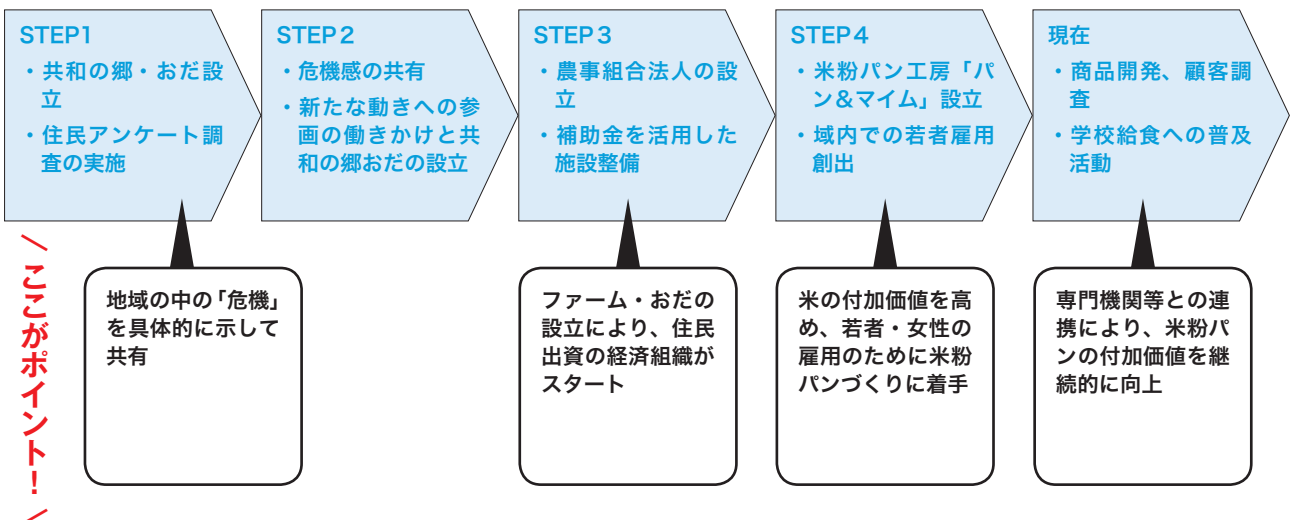 STEP1
・共和の郷・おだ設
立
・住民アンケート調
査の実施
STEP2
・危機感の共有
・新たな動きへの参
画の働きかけと共
和の郷おだの設立
STEP3
・農事組合法人の設
立
・補助金を活用した
施設整備
STEP4
・米粉パン工房「パ
ン&マイム」設立
・域内での若者雇用
創出
現在
・商品開発、顧客調
査
・学校給食への普及
活動
ここがポイント!
地域の中の「危機」
を具体的に示して
共有
ファーム・おだの
設立により、住民
出資の経済組織が
スタート
米の付加価値を高
め、若者・女性の
雇用のために米粉
パンづくりに着手
専門機関等との連
携により、米粉パ
ンの付加価値を継
続的に向上